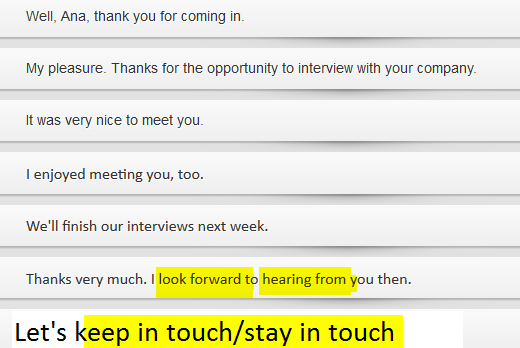 Well, Ana, thank you for coming in.
My pleasure. Thanks for the opportunity to interview with your company.
It was very nice to meet you.
I enjoyed meeting you, too.
We'll finish our interviews next week.
Thanks very much. I look forward to hearing from you then.
Let's keep in touch/stay in touch